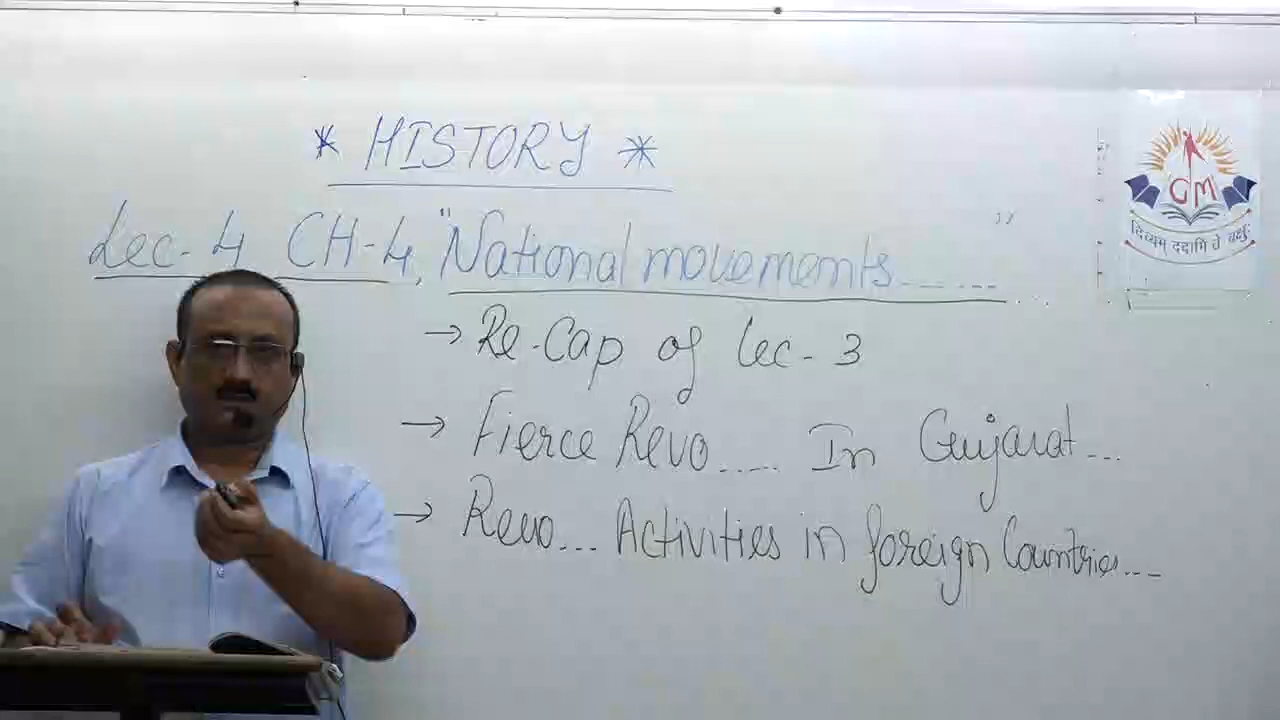 * HISTORY *
Lec-4 CH-4, "National movements......
→ Re-Cap of lec-3
→ Fierce Revo..... In Gujarat...
→ Revo... Activities in foreign Countries...
GM
दिव्यम् ददामि ते चक्षुः